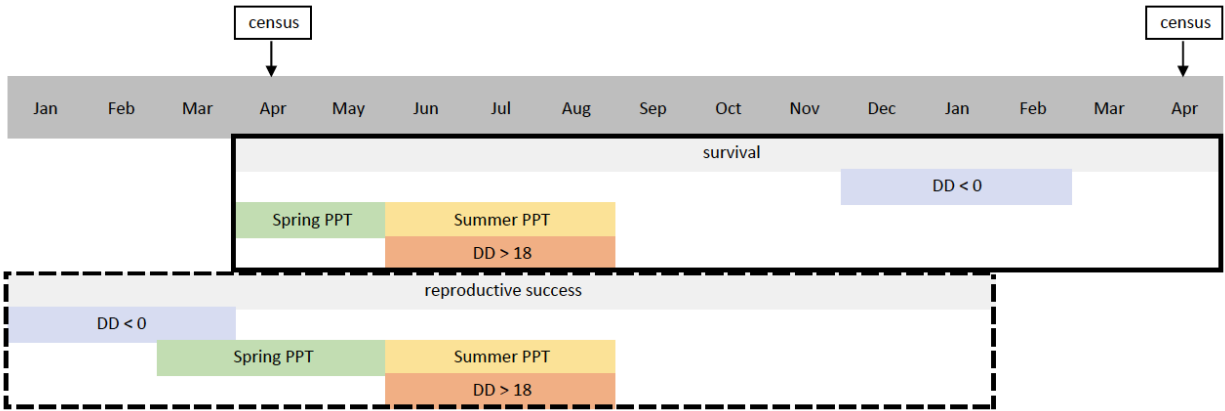 census census
Jan Feb Mar Apr May Jun Jul Aug Sep Oct Nov Dec Jan Feb Mar Apr
survival
DD < 0
Spring PPT Summer PPT
DD > 18
reproductive success
DD < 0
Spring PPT Summer PPT
DD > 18